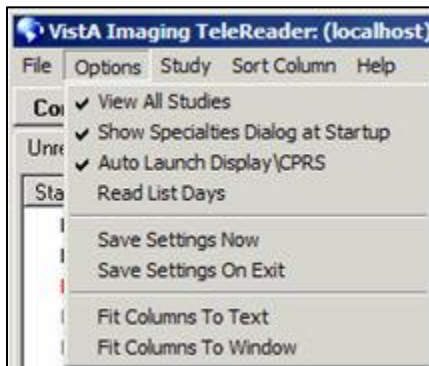 VistA Imaging TeleReader: (localhost)
File Options Study Sort Column Help
View All Studies
Show Specialties Dialog at Startup
Auto Launch Display\CPRS
Read List Days
Save Settings Now
Save Settings On Exit
Fit Columns To Text
Fit Columns To Window